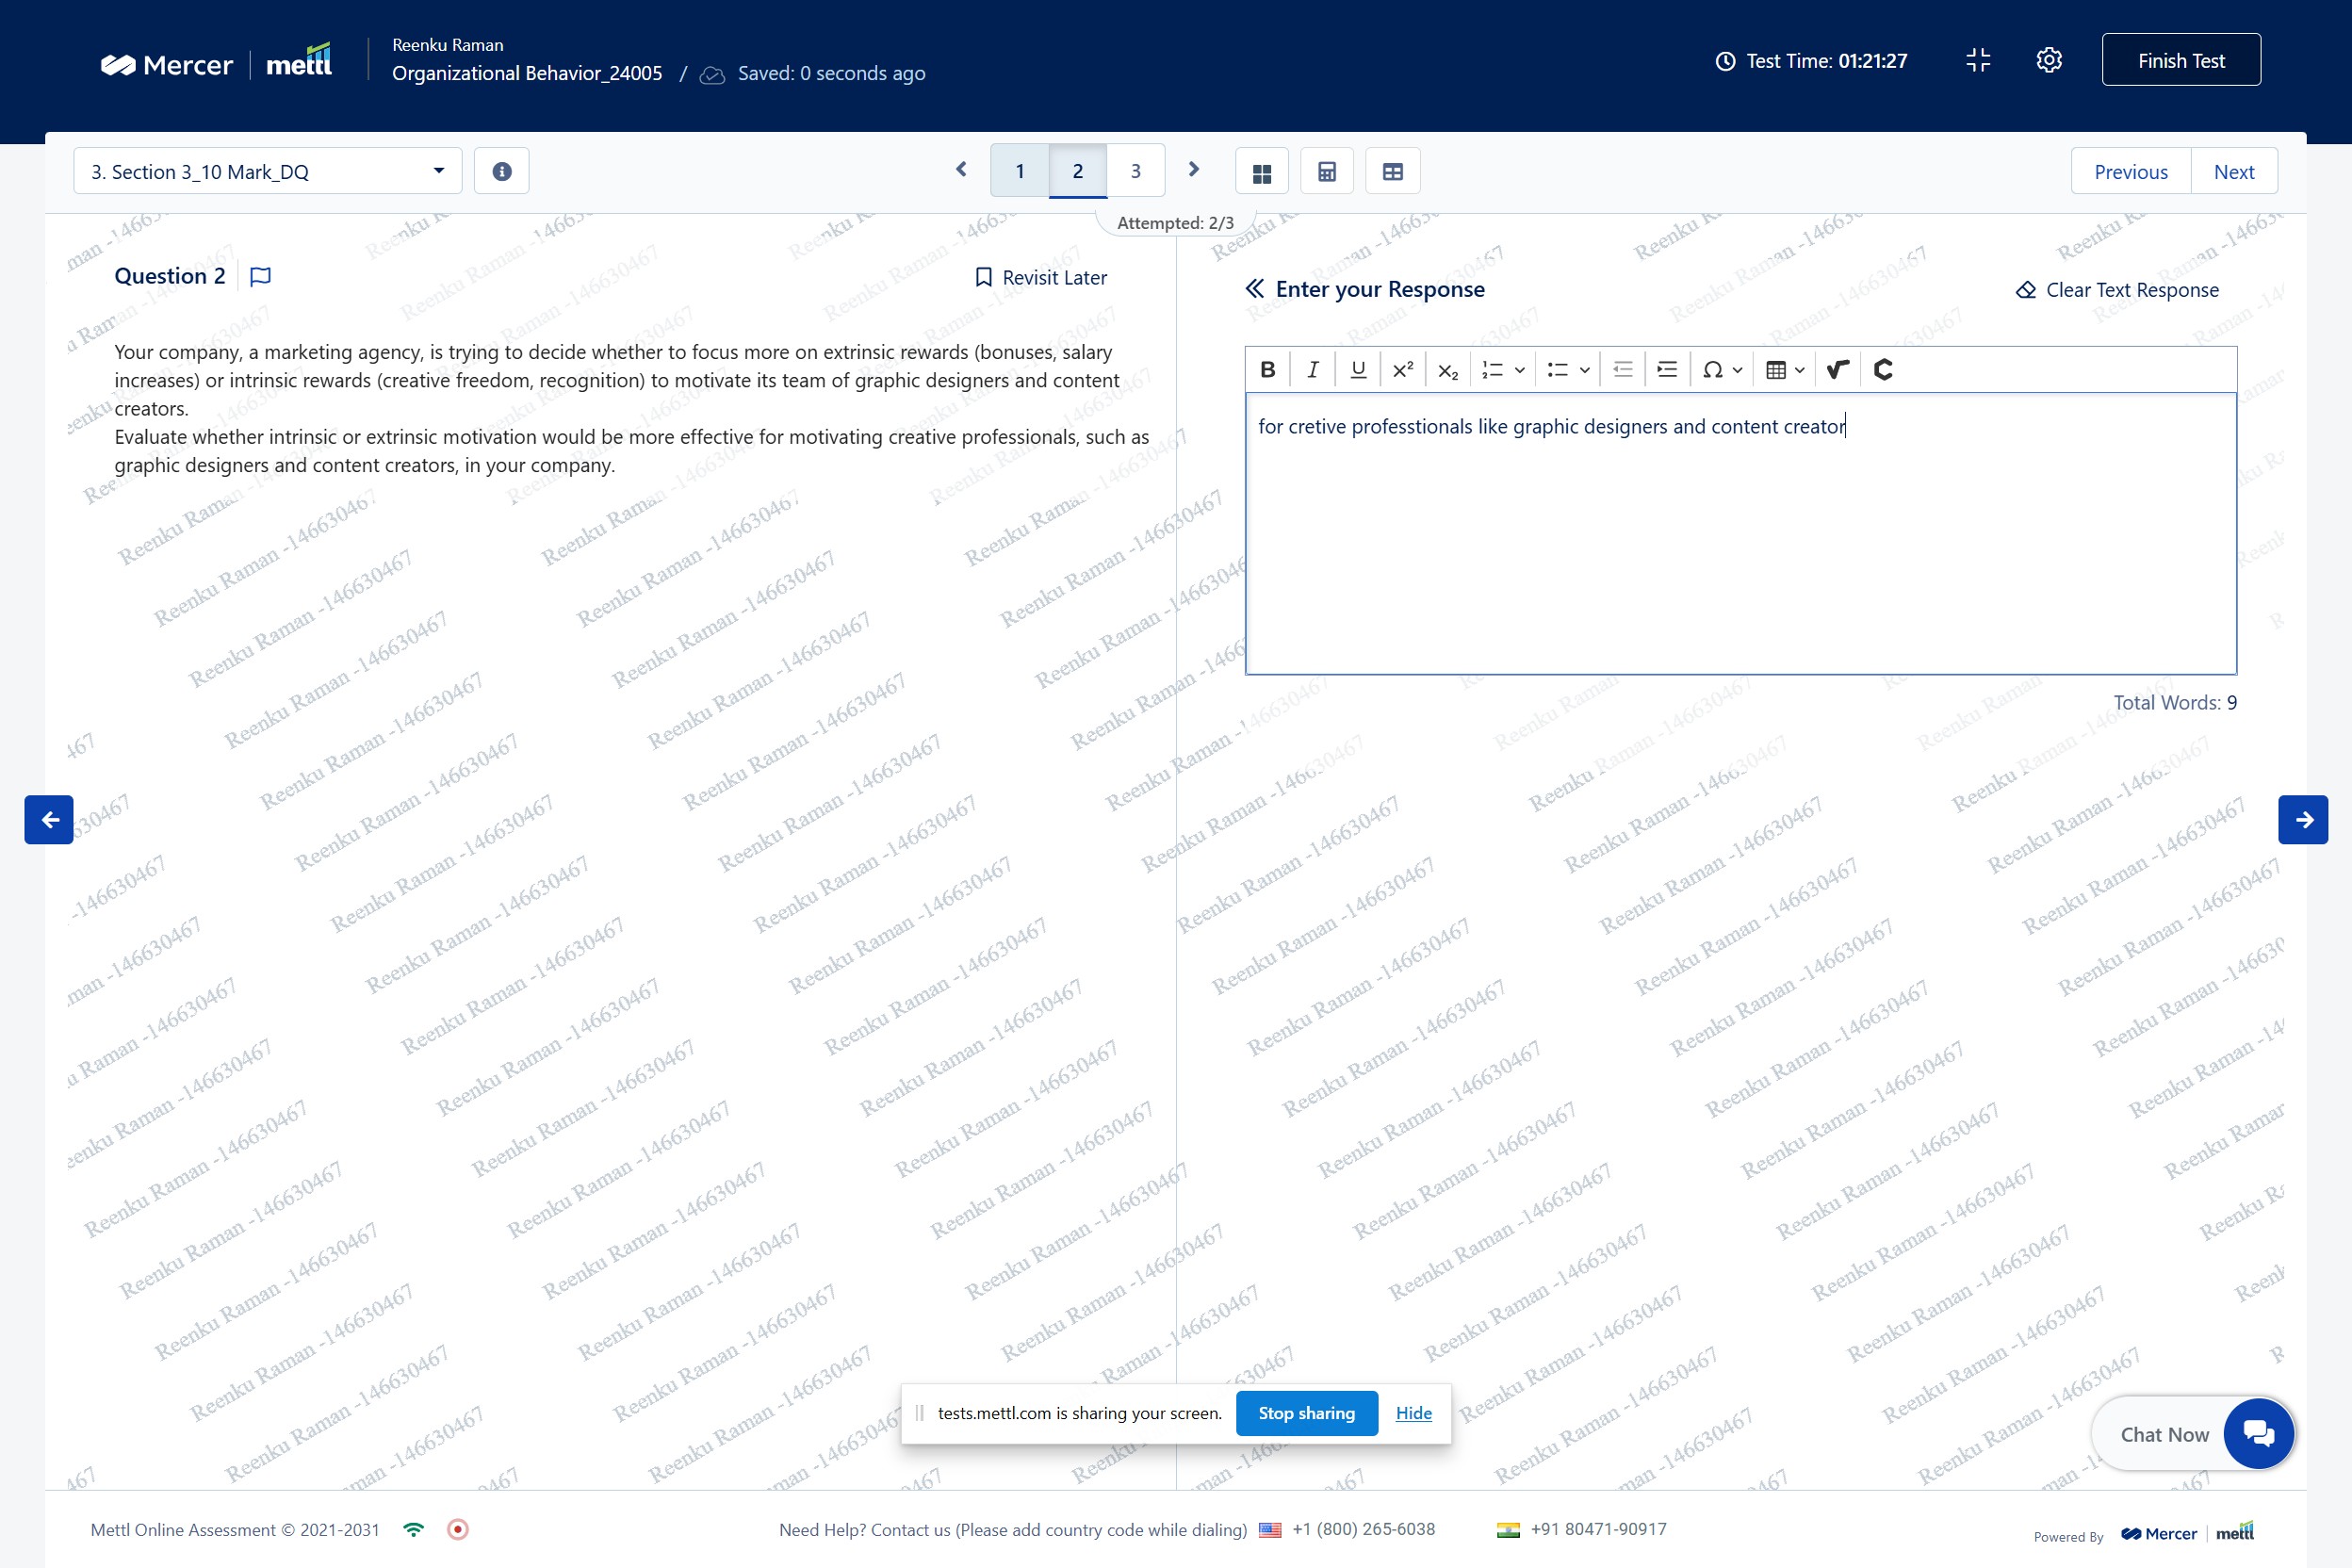 Mercer | mettl
Reenku Raman
Organizational Behavior_24005 / Saved: 0 seconds ago
Test Time: 01:21:27
Finish Test
3. Section 3_10 Mark_DQ
1 2 3
Previous Next
Attempted: 2/3
Question 2
Revisit Later
Your company, a marketing agency, is trying to decide whether to focus more on extrinsic rewards (bonuses, salary
increases) or intrinsic rewards (creative freedom, recognition) to motivate its team of graphic designers and content
creators.
Evaluate whether intrinsic or extrinsic motivation would be more effective for motivating creative professionals, such as
graphic designers and content creators, in your company.
Enter your Response
Clear Text Response
for cretive professtionals like graphic designers and content creator
Total Words: 9
Reenku Raman -146630467
tests.mettl.com is sharing your screen. Stop sharing Hide
Chat Now
Mettl Online Assessment © 2021-2031
Need Help? Contact us (Please add country code while dialing) +1 (800) 265-6038 +91 80471-90917
Powered By Mercer | mettl